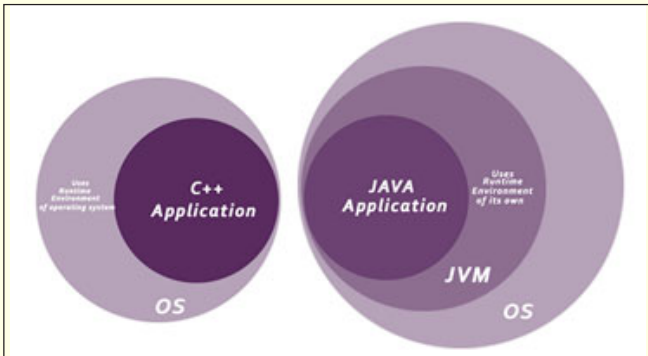 Uses
Runtime
Environment
of operating system
C++
Application
OS
JAVA
Application
Uses
Runtime
Environment
of its own
JVM
OS